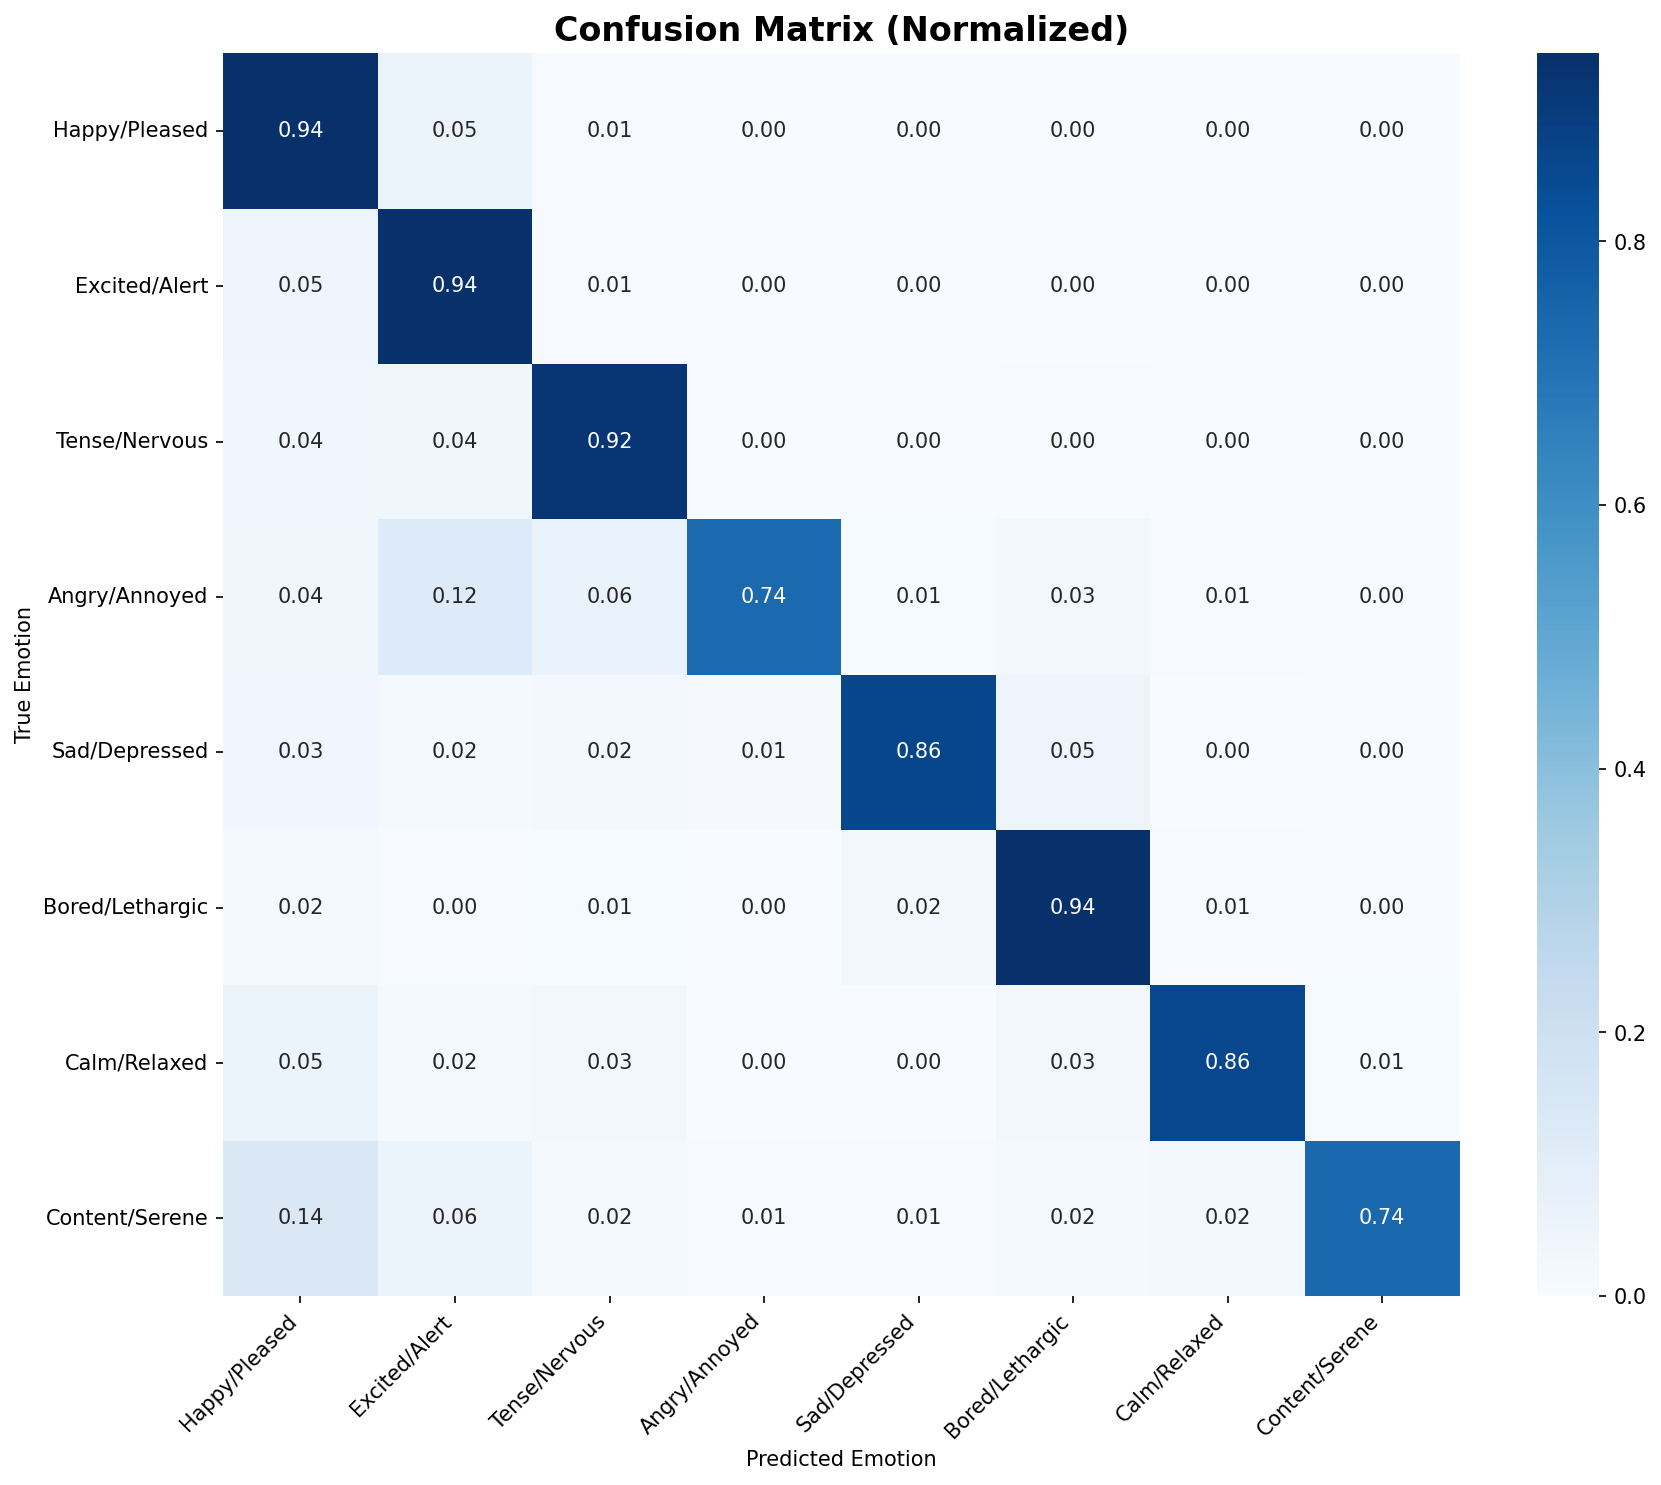 Confusion Matrix (Normalized)
Happy/Pleased 0.94 0.05 0.01 0.00 0.00 0.00 0.00 0.00
Excited/Alert 0.05 0.94 0.01 0.00 0.00 0.00 0.00 0.00
Tense/Nervous 0.04 0.04 0.92 0.00 0.00 0.00 0.00 0.00
Angry/Annoyed 0.04 0.12 0.06 0.74 0.01 0.03 0.01 0.00
Sad/Depressed 0.03 0.02 0.02 0.01 0.86 0.05 0.00 0.00
Bored/Lethargic 0.02 0.00 0.01 0.00 0.02 0.94 0.01 0.00
Calm/Relaxed 0.05 0.02 0.03 0.00 0.00 0.03 0.86 0.01
Content/Serene 0.14 0.06 0.02 0.01 0.01 0.02 0.02 0.74
True Emotion
Happy/Pleased
Excited/Alert
Tense/Nervous
Angry/Annoyed
Sad/Depressed
Bored/Lethargic
Calm/Relaxed
Content/Serene
Predicted Emotion
0.8
0.6
0.4
0.2
0.0